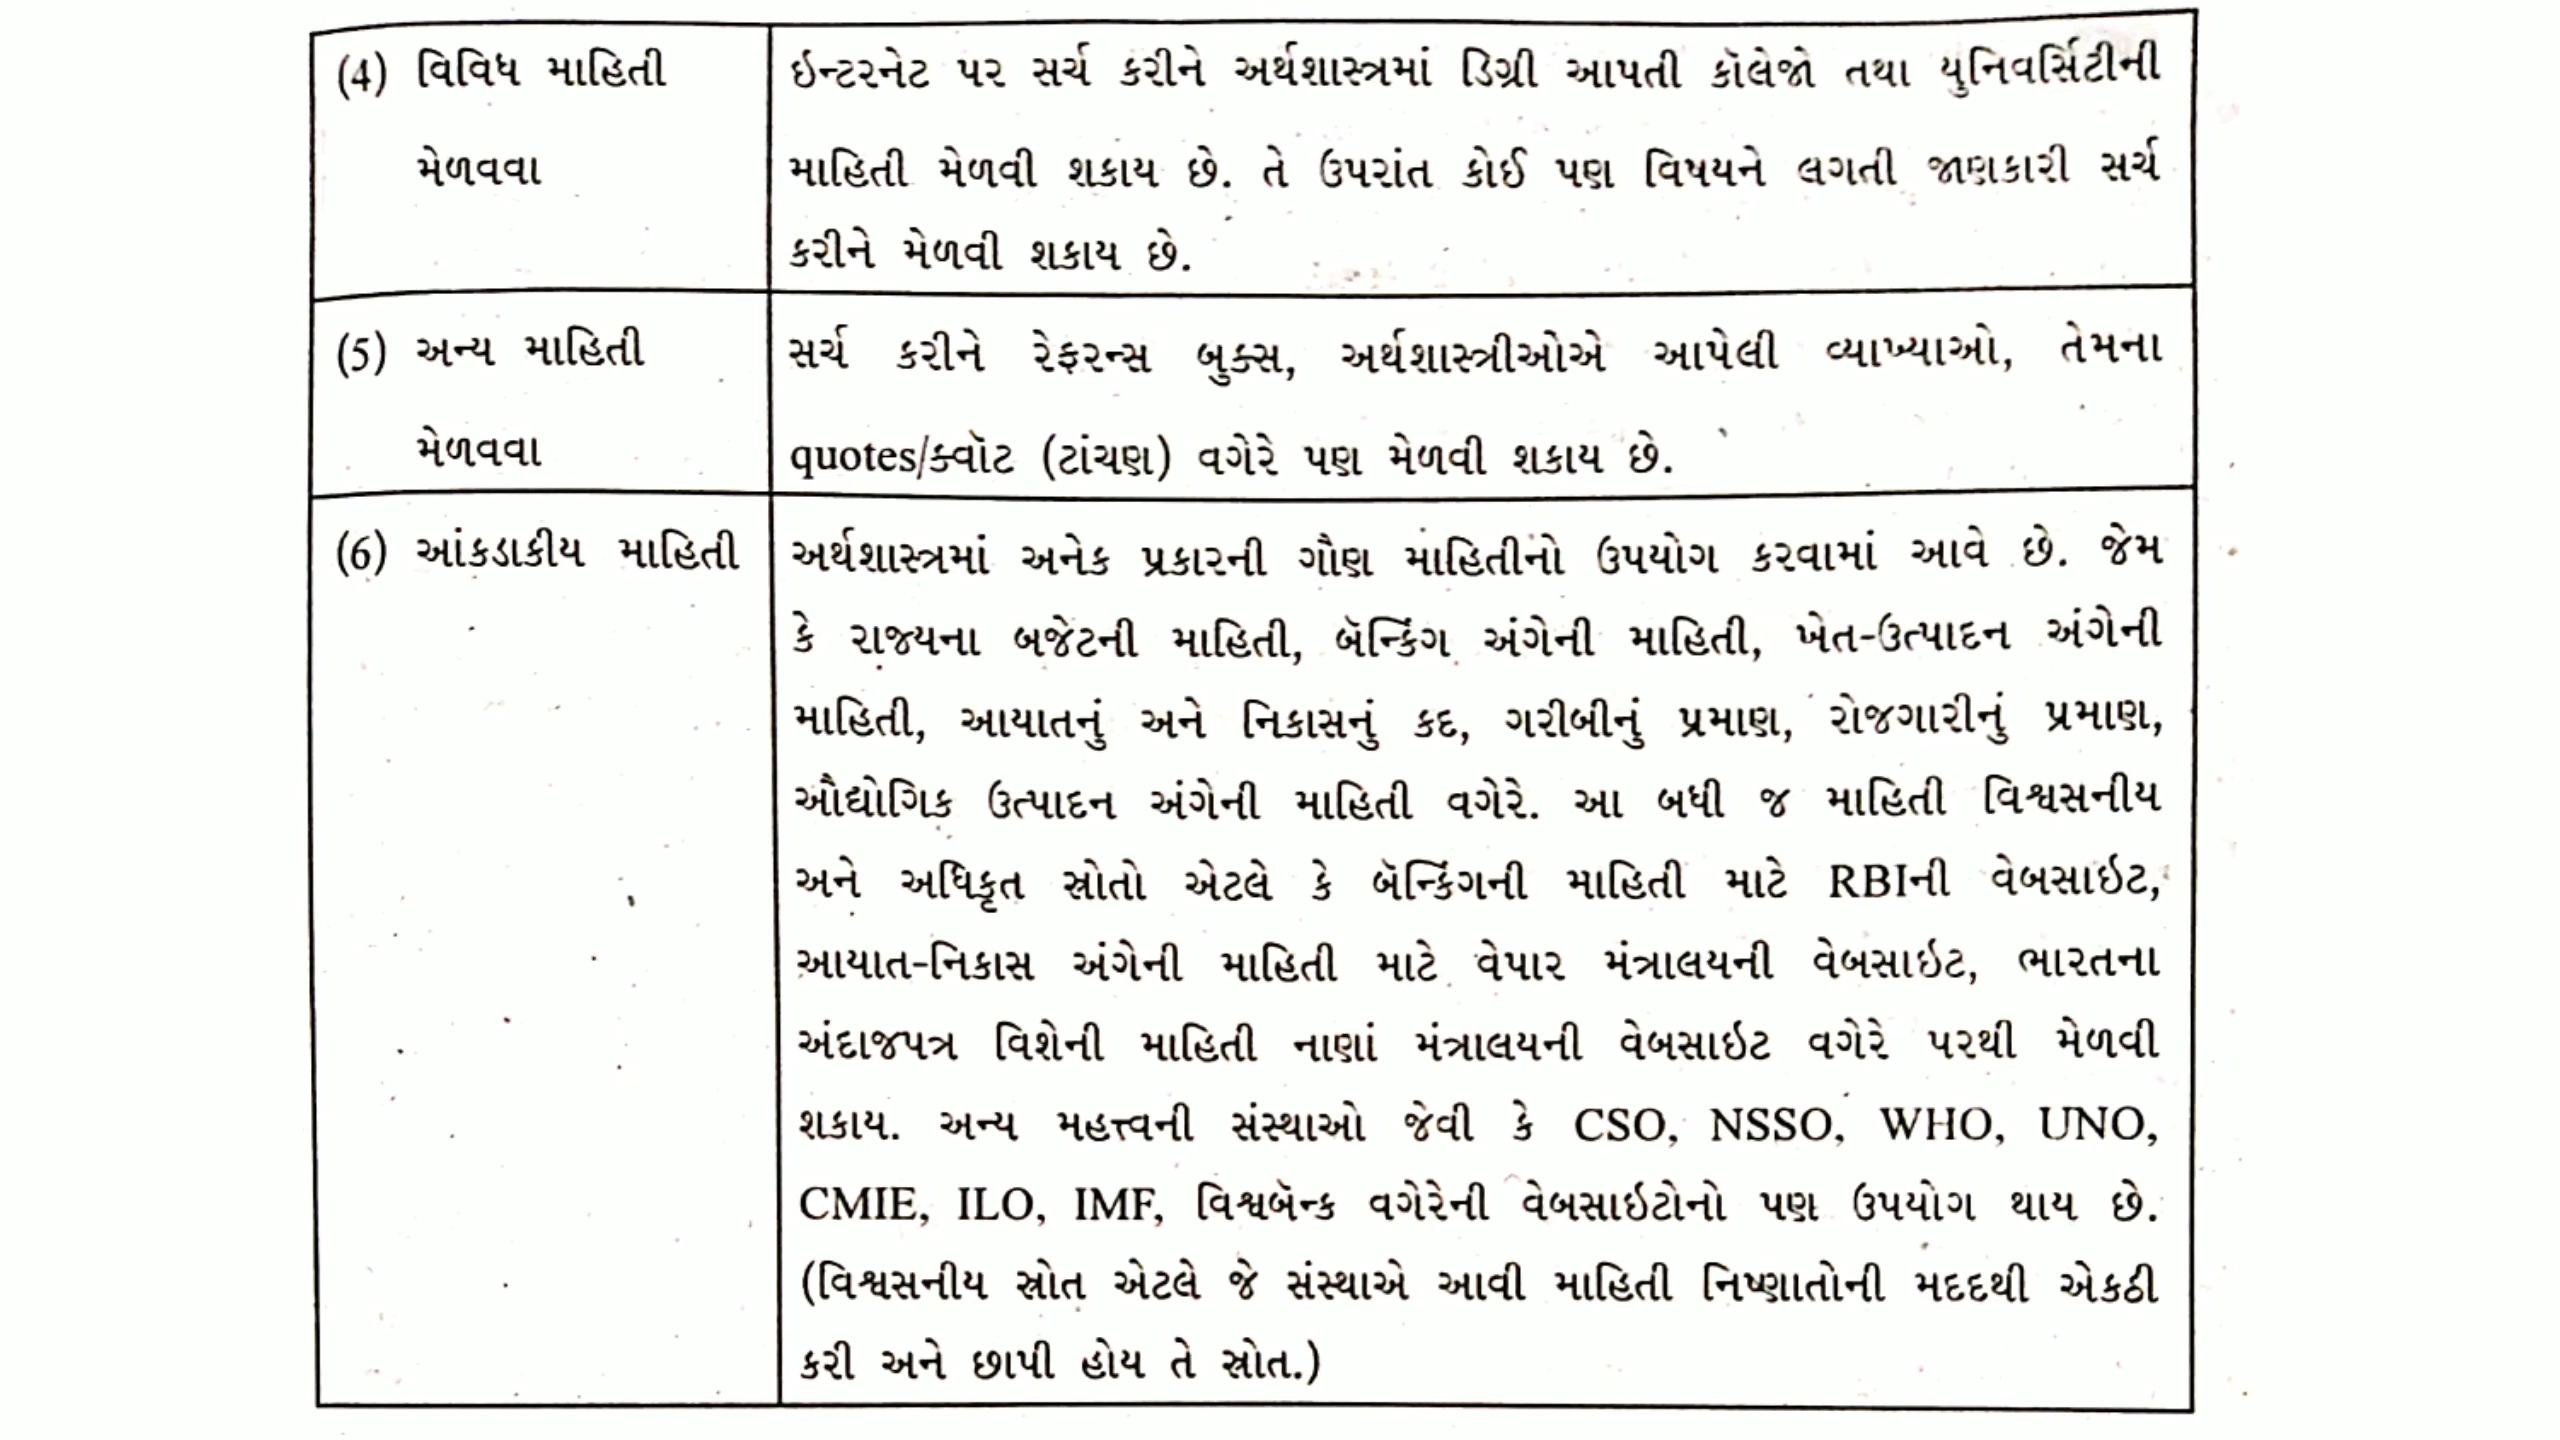 (4) વિવિધ માહિતી
મેળવવા
ઇન્ટરનેટ પર સર્ચ કરીને અર્થશાસ્ત્રમાં ડિગ્રી આપતી કૉલેજો તથા યુનિવર્સિટીની
માહિતી મેળવી શકાય છે. તે ઉપરાંત કોઈ પણ વિષયને લગતી જાણકારી સર્ચ
કરીને મેળવી શકાય છે.
(5) અન્ય માહિતી
મેળવવા
સર્ચ કરીને રેફરન્સ બુક્સ, અર્થશાસ્ત્રીઓએ આપેલી વ્યાખ્યાઓ, તેમના
quotes/ક્વૉટ (ટાંચણ) વગેરે પણ મેળવી શકાય છે.
(6) આંકડાકીય માહિતી
અર્થશાસ્ત્રમાં અનેક પ્રકારની ગૌણ માહિતીનો ઉપયોગ કરવામાં આવે છે. જેમ
કે રાજ્યના બજેટની માહિતી, બૅન્કિંગ અંગેની માહિતી, ખેત-ઉત્પાદન અંગેની
માહિતી, આયાતનું અને નિકાસનું કદ, ગરીબીનું પ્રમાણ, રોજગારીનું પ્રમાણ,
ઔદ્યોગિક ઉત્પાદન અંગેની માહિતી વગેરે. આ બધી જ માહિતી વિશ્વસનીય
અને અધિકૃત સ્રોતો એટલે કે બૅન્કિંગની માહિતી માટે RBIની વેબસાઇટ,
આયાત-નિકાસ અંગેની માહિતી માટે વેપાર મંત્રાલયની વેબસાઇટ, ભારતના
અંદાજપત્ર વિશેની માહિતી નાણાં મંત્રાલયની વેબસાઇટ વગેરે પરથી મેળવી
શકાય. અન્ય મહત્ત્વની સંસ્થાઓ જેવી કે CSO, NSSO, WHO, UNO,
CMIE, ILO, IMF, વિશ્વબૅન્ક વગેરેની વેબસાઇટોનો પણ ઉપયોગ થાય છે.
(વિશ્વસનીય સ્રોત એટલે જે સંસ્થાએ આવી માહિતી નિષ્ણાતોની મદદથી એકઠી
કરી અને છાપી હોય તે સ્રોત.)